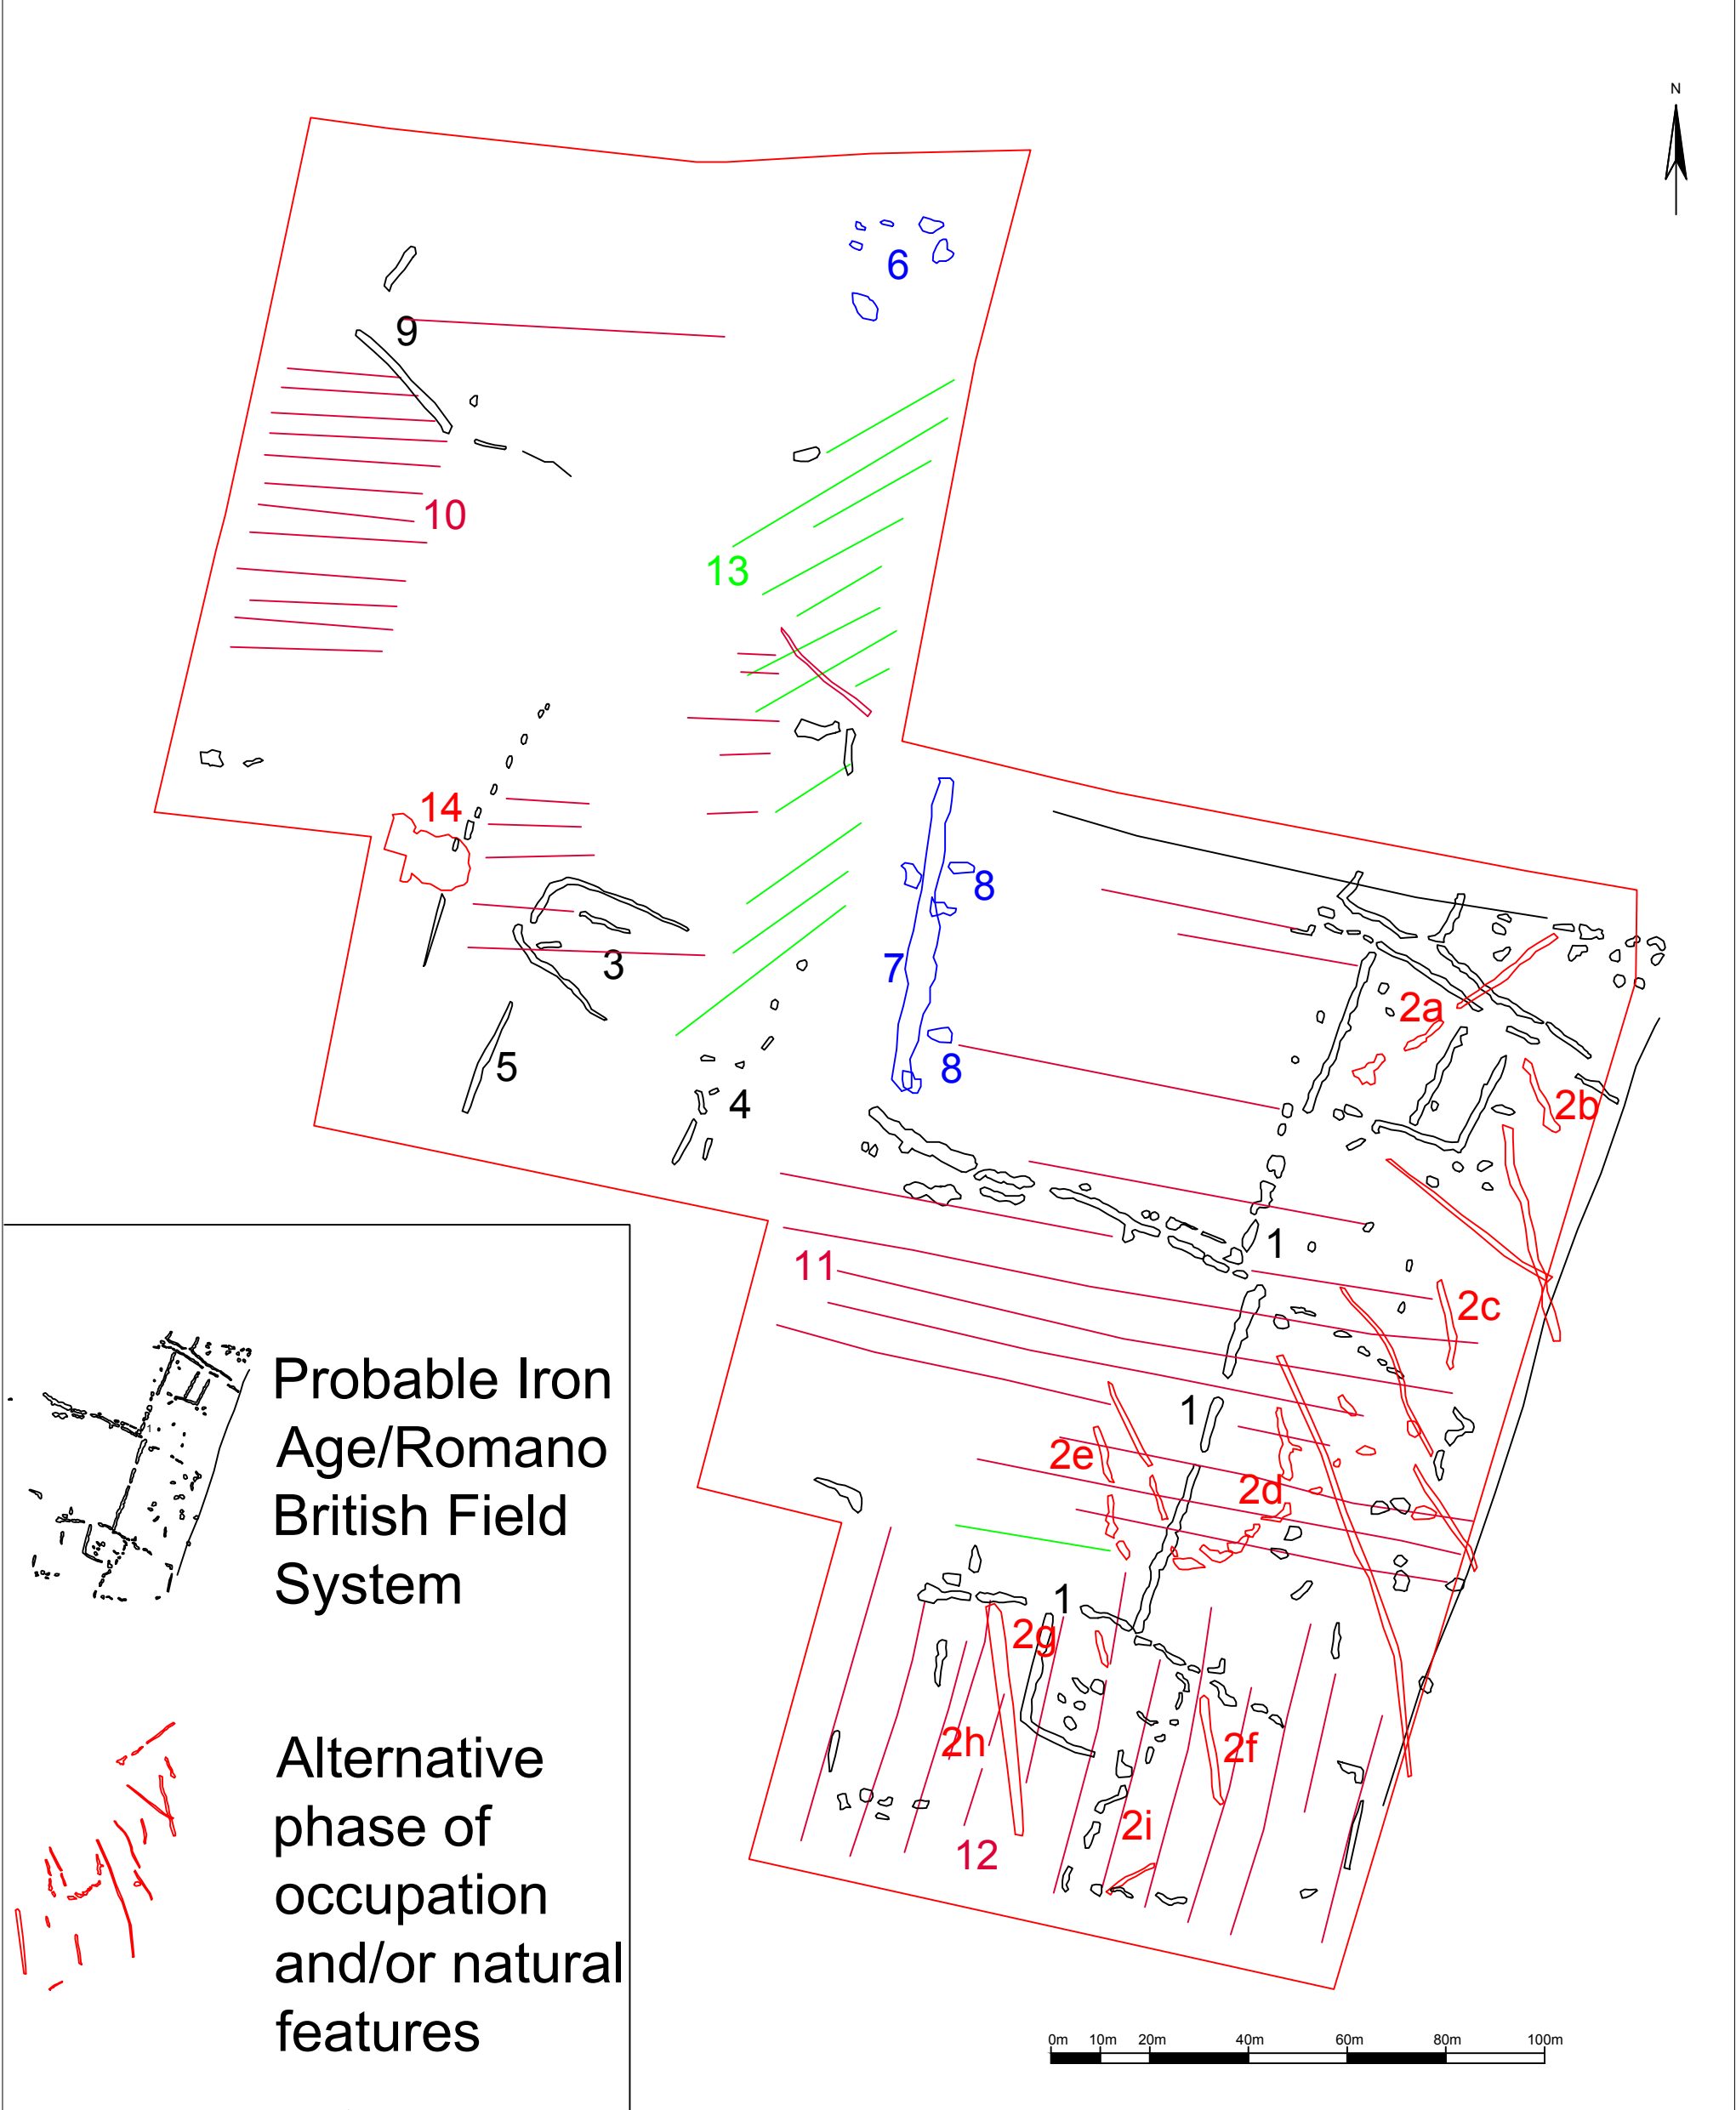 N
6
9
10
13
14
8
7
3
2a
5
8
4
2b
1
11
2c
1
2e
2d
1
2g
2h
2f
2i
12
Probable Iron
Age/Romano
British Field
System
Alternative
phase of
occupation
and/or natural
features
0m 10m 20m 40m 60m 80m 100m